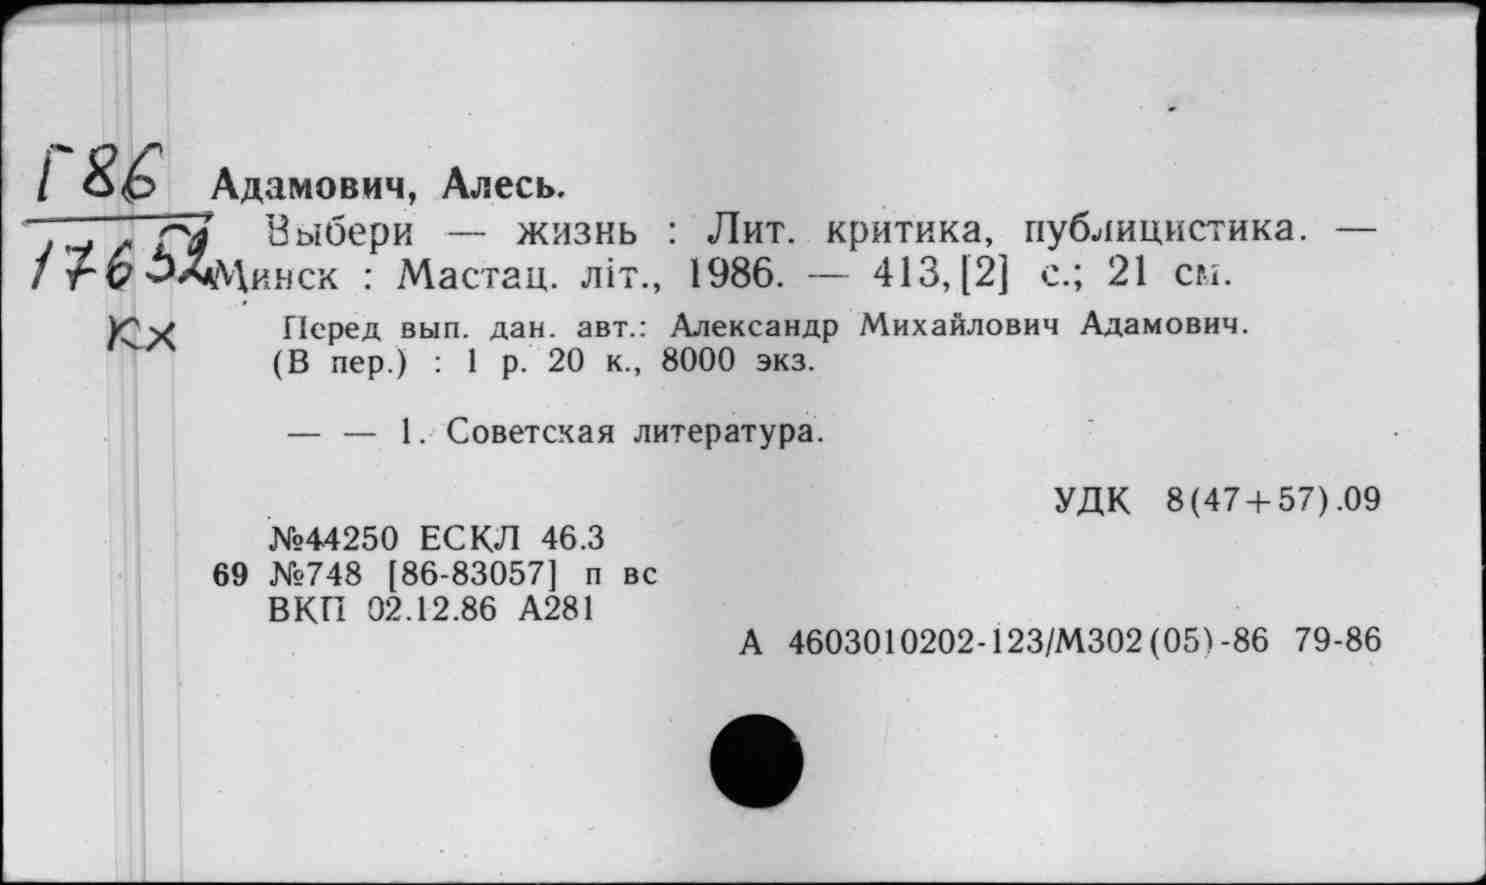 Г86
Адамович, Алесь.
Выбери — жизнь : Лит. критика, публицистика. —
Минск : Мастац. літ., 1986. — 413, [2] с.; 21 см.
Кх
Перед вып. дан. авт.: Александр Михайлович Адамович.
(В пер.) : 1 р. 20 к., 8000 экз.
— — 1. Советская литература.
УДК 8(47+57).09
№44250 ЕСКЛ 46.3
69 №748 [86-83057] п вс
ВКП 02.12.86 А281
А 4603010202-123/М302(05)-86 79-86